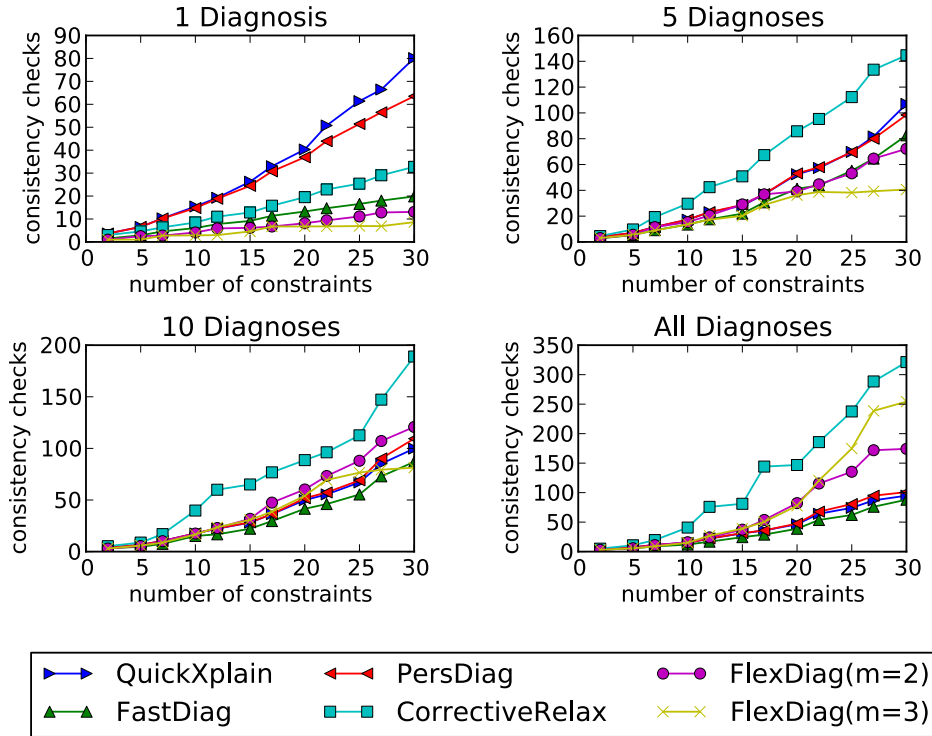 1 Diagnosis
consistency checks
90
80
70
60
50
40
30
20
10
0
0 5 10 15 20 25 30
number of constraints
5 Diagnoses
consistency checks
160
140
120
100
80
60
40
20
0
0 5 10 15 20 25 30
number of constraints
10 Diagnoses
consistency checks
200
150
100
50
0
0 5 10 15 20 25 30
number of constraints
All Diagnoses
consistency checks
350
300
250
200
150
100
50
0
0 5 10 15 20 25 30
number of constraints
QuickXplain PersDiag FlexDiag(m=2)
FastDiag CorrectiveRelax FlexDiag(m=3)